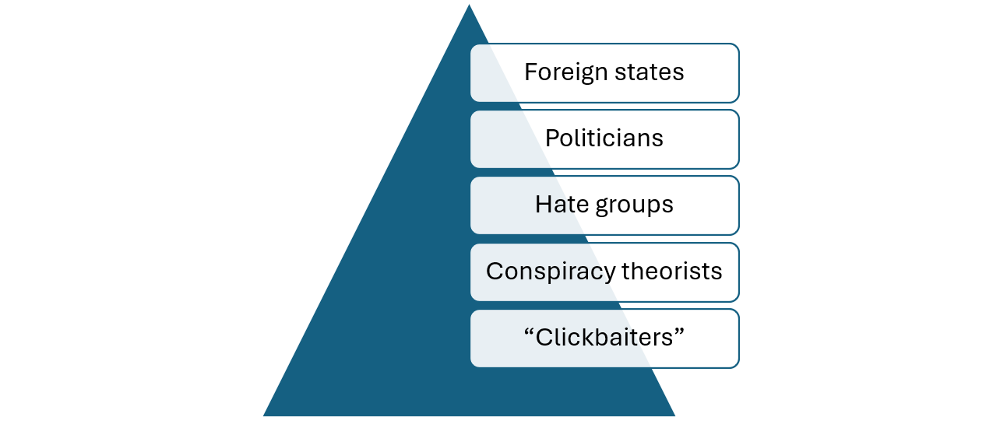 Foreign states
Politicians
Hate groups
Conspiracy theorists
“Clickbaiters”